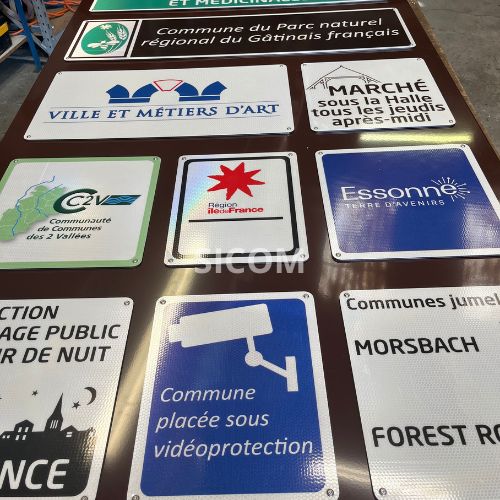 ET MÉDICINALES
Commune du Parc naturel
régional du Gâtinais français
VILLE ET MÉTIERS D'ART
MARCHÉ
sous la Halle
tous les jeudis
après-midi
C2V
Communauté
de Communes
des 2 Vallées
Région
îledeFrance
Essonne
TERRE D'AVENIRS
SICOM
CTION
AGE PUBLIC
R DE NUIT
NCE
Commune
placée sous
vidéoprotection
Communes jumel
MORSBACH
FOREST RO